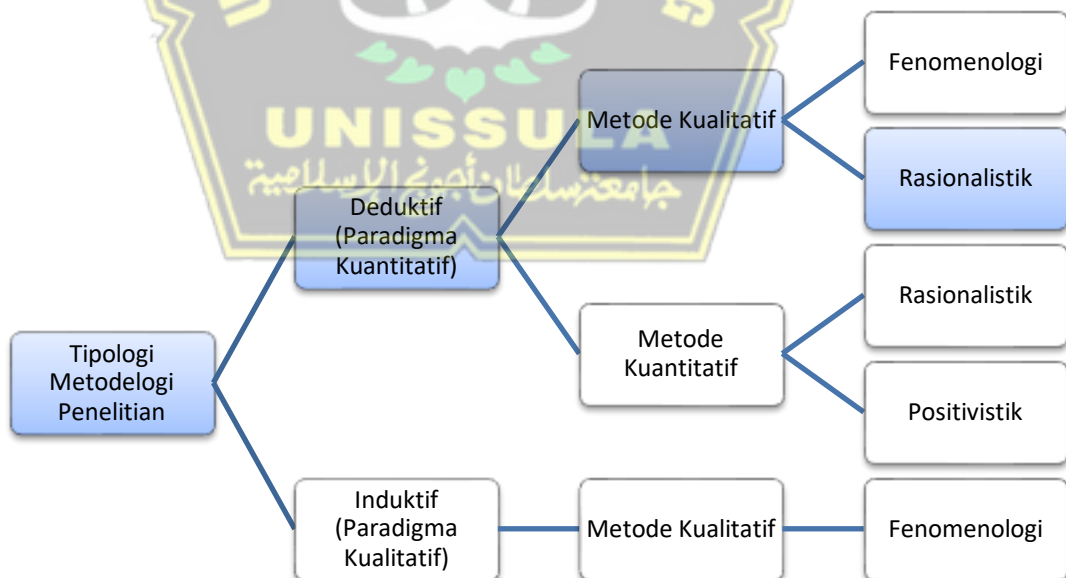 UNISSULA
جامعة سلطان أجونج الإسلامية
Fenomenologi
Metode Kualitatif
Rasionalistik
Deduktif
(Paradigma
Kuantitatif)
Rasionalistik
Metode
Kuantitatif
Tipologi
Metodelogi
Penelitian
Positivistik
Induktif
(Paradigma
Kualitatif)
Metode Kualitatif
Fenomenologi